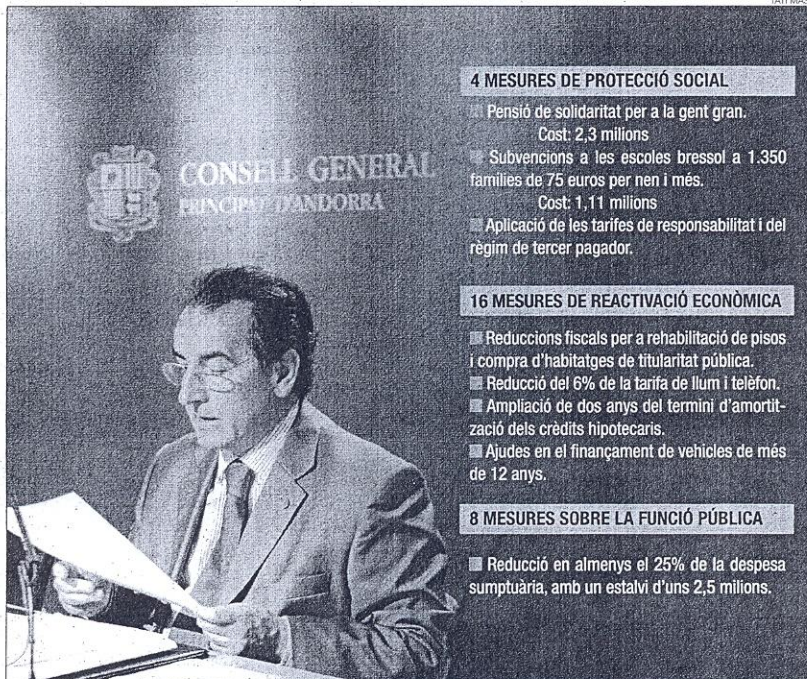 TATI MAS
4 MESURES DE PROTECCIÓ SOCIAL
Pensió de solidaritat per a la gent gran.
Cost: 2,3 milions
Subvencions a les escoles bressol a 1.350
famílies de 75 euros per nen i més.
Cost: 1,11 milions
Aplicació de les tarifes de responsabilitat i del
règim de tercer pagador.
CONSELL GENERAL
PRINCIPAT D'ANDORRA
16 MESURES DE REACTIVACIÓ ECONÒMICA
Reduccions fiscals per a rehabilitació de pisos
i compra d'habitatges de titularitat pública.
Reducció del 6% de la tarifa de llum i telèfon.
Ampliació de dos anys del termini d'amortit-
zació dels crèdits hipotecaris.
Ajudes en el finançament de vehicles de més
de 12 anys.
8 MESURES SOBRE LA FUNCIÓ PÚBLICA
Reducció en almenys el 25% de la despesa
sumptuària, amb un estalvi d'uns 2,5 milions.